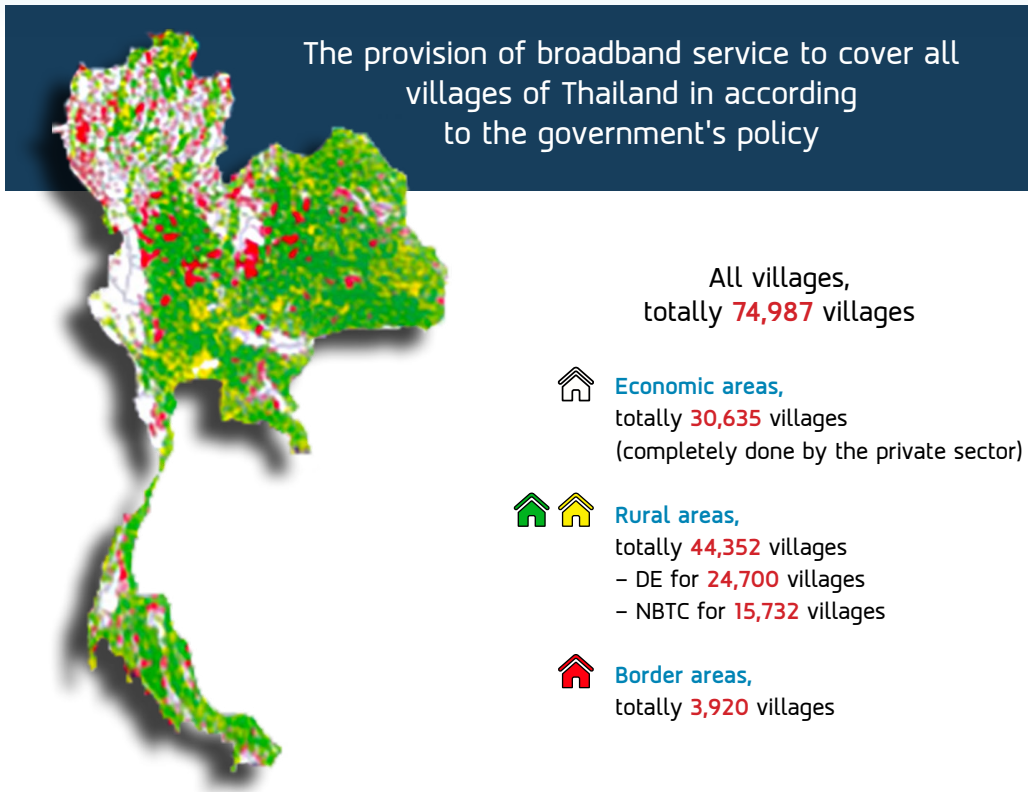 The provision of broadband service to cover all
villages of Thailand in according
to the government's policy
All villages,
totally 74,987 villages
Economic areas,
totally 30,635 villages
(completely done by the private sector)
Rural areas,
totally 44,352 villages
– DE for 24,700 villages
– NBTC for 15,732 villages
Border areas,
totally 3,920 villages